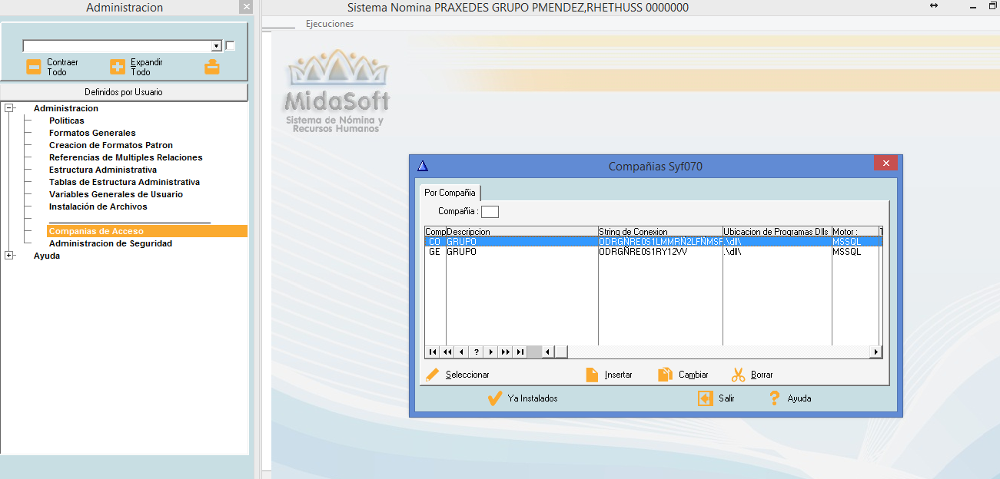 Administracion
Sistema Nomina PRAXEDES GRUPO PMENDEZ,RHETHUSS 0000000
Ejecuciones
Contraer
Todo
Expandir
Todo
Definidos por Usuario
Administracion
Politicas
Formatos Generales
Creacion de Formatos Patron
Referencias de Multiples Relaciones
Estructura Administrativa
Tablas de Estructura Administrativa
Variables Generales de Usuario
Instalación de Archivos
Companias de Acceso
Administracion de Seguridad
Ayuda
MidaSoft
Sistema de Nómina y
Recursos Humanos
Compañias Syf070
Por Compañia
Compañia :
Comp Descripcion String de Conexion Ubicacion de Programas Dlls Motor :
CO GRUPO ODRGÑRE0S1LMMRÑ2LFÑMSF .\dll\ MSSQL
GE GRUPO ODRGÑRE0S1RY12VV .\dll\ MSSQL
Seleccionar Insertar Cambiar Borrar
Ya Instalados Salir Ayuda